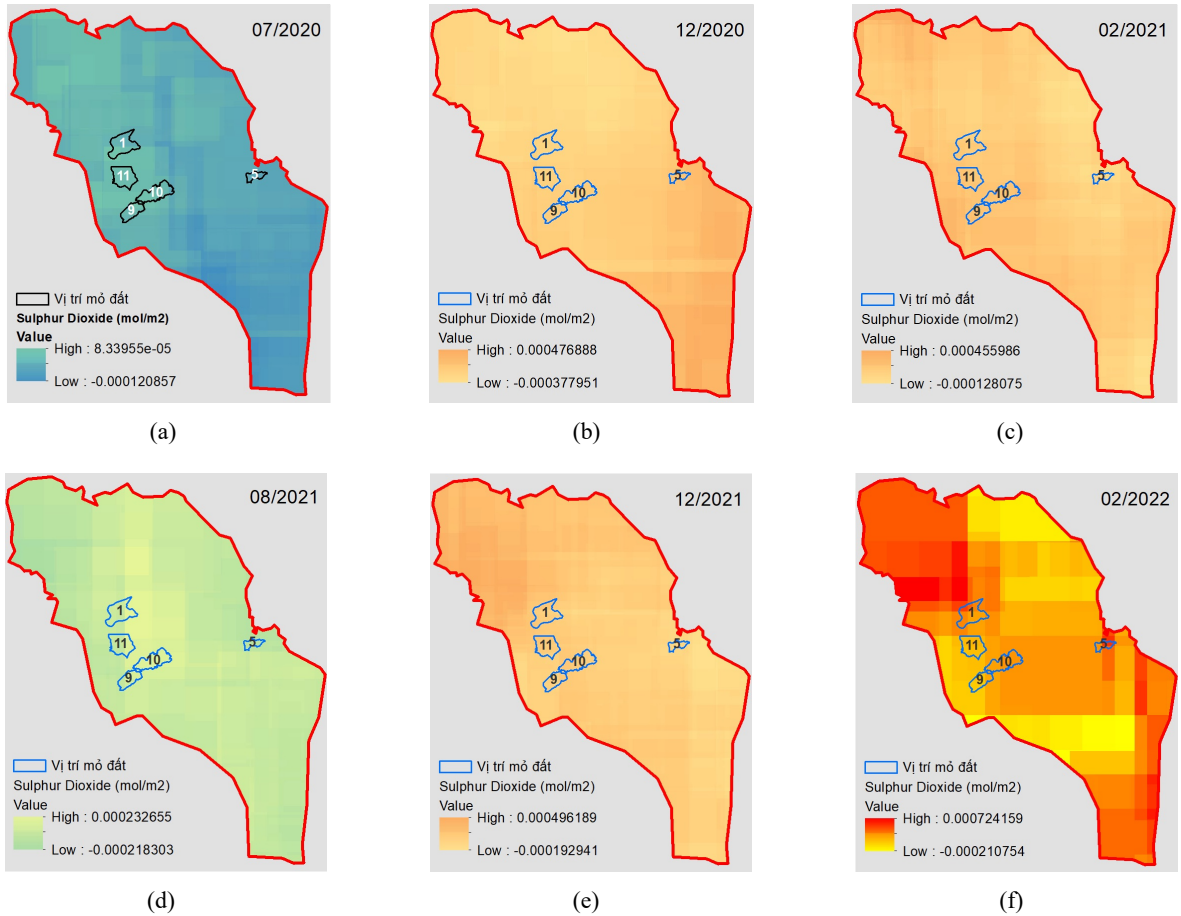 07/2020
1
11
10
9
5
Vị trí mỏ đất
Sulphur Dioxide (mol/m2)
Value
High : 8.33955e-05
Low : -0.000120857
(a)
12/2020
1
11
10
9
5
Vị trí mỏ đất
Sulphur Dioxide (mol/m2)
Value
High : 0.000476888
Low : -0.000377951
(b)
02/2021
1
11
10
9
5
Vị trí mỏ đất
Sulphur Dioxide (mol/m2)
Value
High : 0.000455986
Low : -0.000128075
(c)
08/2021
1
11
10
9
5
Vị trí mỏ đất
Sulphur Dioxide (mol/m2)
Value
High : 0.000232655
Low : -0.000218303
(d)
12/2021
1
11
10
9
5
Vị trí mỏ đất
Sulphur Dioxide (mol/m2)
Value
High : 0.000496189
Low : -0.000192941
(e)
02/2022
1
11
10
9
5
Vị trí mỏ đất
Sulphur Dioxide (mol/m2)
Value
High : 0.000724159
Low : -0.000210754
(f)